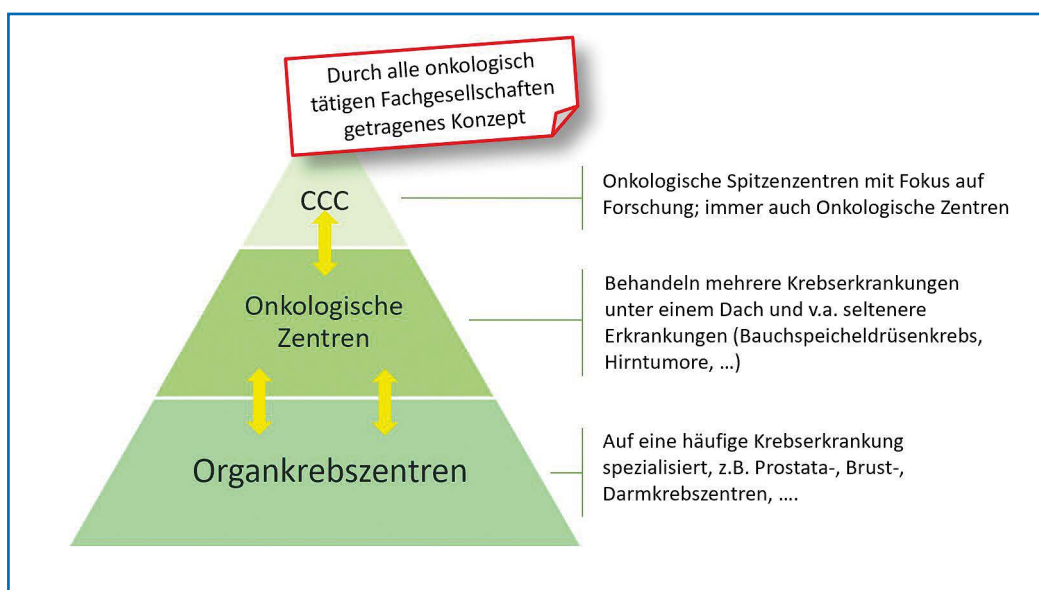 Durch alle onkologisch
tätigen Fachgesellschaften
getragenes Konzept
CCC
Onkologische Spitzenzentren mit Fokus auf
Forschung; immer auch Onkologische Zentren
Onkologische
Zentren
Behandeln mehrere Krebserkrankungen
unter einem Dach und v.a. seltenere
Erkrankungen (Bauchspeicheldrüsenkrebs,
Hirntumore, …)
Organkrebszentren
Auf eine häufige Krebserkrankung
spezialisiert, z.B. Prostata-, Brust-,
Darmkrebszentren, ….